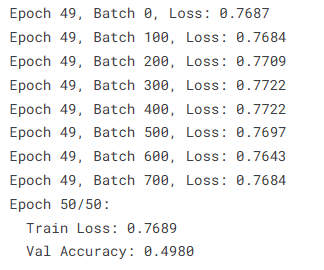 Epoch 49, Batch 0, Loss: 0.7687
Epoch 49, Batch 100, Loss: 0.7684
Epoch 49, Batch 200, Loss: 0.7709
Epoch 49, Batch 300, Loss: 0.7722
Epoch 49, Batch 400, Loss: 0.7722
Epoch 49, Batch 500, Loss: 0.7697
Epoch 49, Batch 600, Loss: 0.7643
Epoch 49, Batch 700, Loss: 0.7684
Epoch 50/50:
  Train Loss: 0.7689
  Val Accuracy: 0.4980